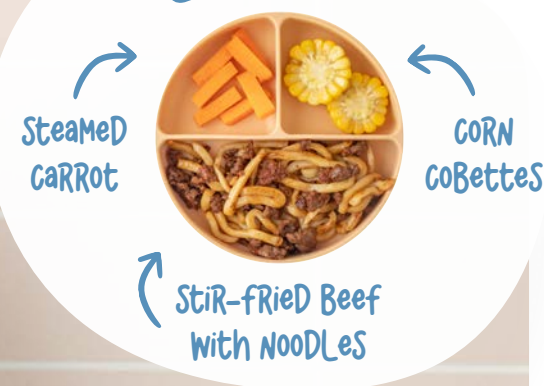 Steamed
Carrot
Corn
Cobettes
Stir-fried Beef
with Noodles